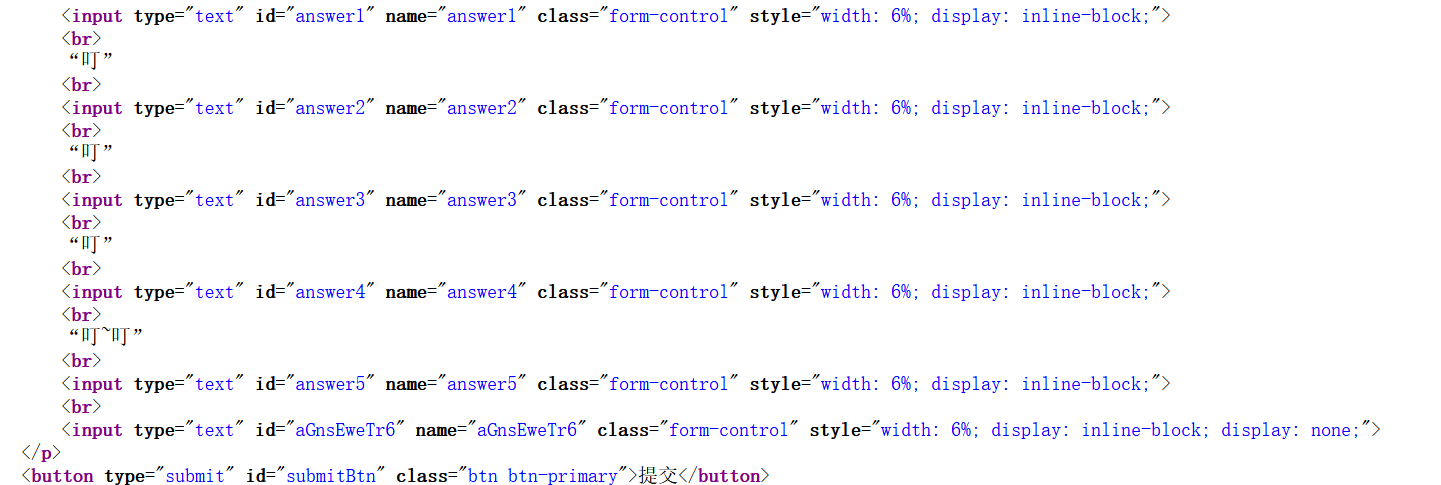 <input type="text" id="answer1" name="answer1" class="form-control" style="width: 6%; display: inline-block;">
<br>
“叮”
<br>
<input type="text" id="answer2" name="answer2" class="form-control" style="width: 6%; display: inline-block;">
<br>
“叮”
<br>
<input type="text" id="answer3" name="answer3" class="form-control" style="width: 6%; display: inline-block;">
<br>
“叮”
<br>
<input type="text" id="answer4" name="answer4" class="form-control" style="width: 6%; display: inline-block;">
<br>
“叮~叮”
<br>
<input type="text" id="answer5" name="answer5" class="form-control" style="width: 6%; display: inline-block;">
<br>
<input type="text" id="aGnsEweTr6" name="aGnsEweTr6" class="form-control" style="width: 6%; display: inline-block; display: none;">
</p>
<button type="submit" id="submitBtn" class="btn btn-primary">提交</button>